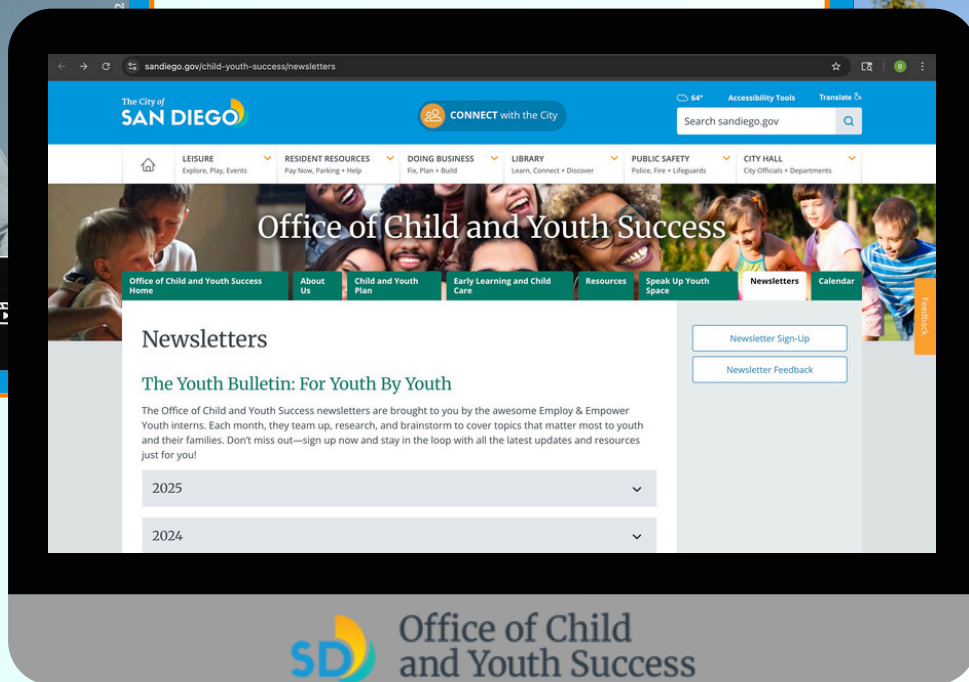 sandiego.gov/child-youth-success/newsletters
B
The City of
SAN DIEGO
CONNECT with the City
64°
Accessibility Tools
Translate
Search sandiego.gov
LEISURE
Explore, Play, Events
RESIDENT RESOURCES
Pay Now, Parking + Help
DOING BUSINESS
Fix, Plan + Build
LIBRARY
Learn, Connect + Discover
PUBLIC SAFETY
Police, Fire + Lifeguards
CITY HALL
City Officials + Departments
Office of Child and Youth Success
Office of Child and Youth Success
Home
About
Us
Child and Youth
Plan
Early Learning and Child
Care
Resources
Speak Up Youth
Space
Newsletters
Calendar
Feedback
Newsletters
Newsletter Sign-Up
Newsletter Feedback
The Youth Bulletin: For Youth By Youth
The Office of Child and Youth Success newsletters are brought to you by the awesome Employ & Empower
Youth interns. Each month, they team up, research, and brainstorm to cover topics that matter most to youth
and their families. Don't miss out—sign up now and stay in the loop with all the latest updates and resources
just for you!
2025
2024
SD
Office of Child
and Youth Success